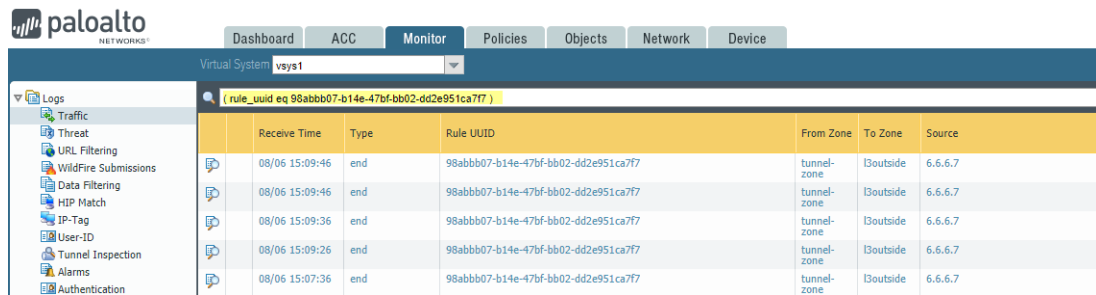 paloalto
NETWORKS®
Dashboard ACC Monitor Policies Objects Network Device
Virtual System vsys1
Logs
Traffic
Threat
URL Filtering
WildFire Submissions
Data Filtering
HIP Match
IP-Tag
User-ID
Tunnel Inspection
Alarms
Authentication
( rule_uuid eq 98abbb07-b14e-47bf-bb02-dd2e951ca7f7 )
Receive Time Type Rule UUID From Zone To Zone Source
08/06 15:09:46 end 98abbb07-b14e-47bf-bb02-dd2e951ca7f7 tunnel- l3outside 6.6.6.7
zone
08/06 15:09:46 end 98abbb07-b14e-47bf-bb02-dd2e951ca7f7 tunnel- l3outside 6.6.6.7
zone
08/06 15:09:36 end 98abbb07-b14e-47bf-bb02-dd2e951ca7f7 tunnel- l3outside 6.6.6.7
zone
08/06 15:09:26 end 98abbb07-b14e-47bf-bb02-dd2e951ca7f7 tunnel- l3outside 6.6.6.7
zone
08/06 15:07:36 end 98abbb07-b14e-47bf-bb02-dd2e951ca7f7 tunnel- l3outside 6.6.6.7
zone